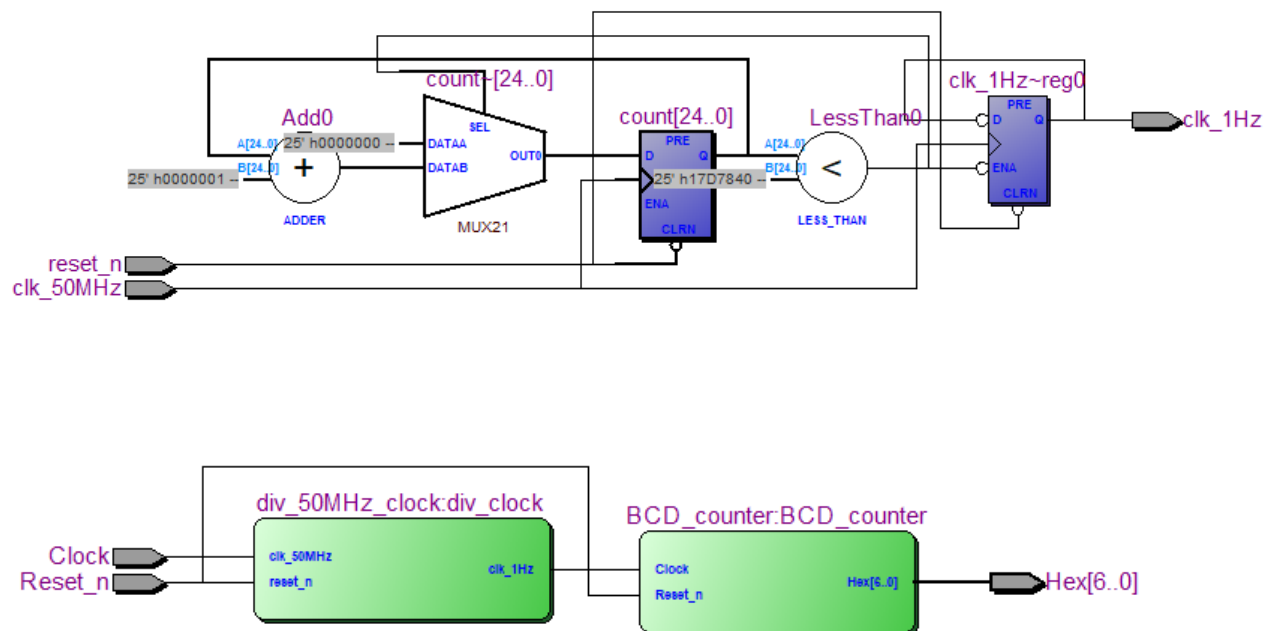 count~[24..0]
clk_1Hz~reg0
Add0
count[24..0]
LessThan0
SEL
PRE
PRE
D
Q
clk_1Hz
A[24..0]
25' h0000000 --
DATAA
OUT0
D
Q
A[24..0]
B[24..0]
+
DATAB
25' h17D7840 --
B[24..0]
<
ENA
25' h0000001 --
ENA
CLRN
ADDER
MUX21
CLRN
LESS_THAN
reset_n
clk_50MHz
div_50MHz_clock:div_clock
BCD_counter:BCD_counter
Clock
clk_50MHz
clk_1Hz
Clock
Reset_n
reset_n
Reset_n
Hex[6..0]
Hex[6..0]